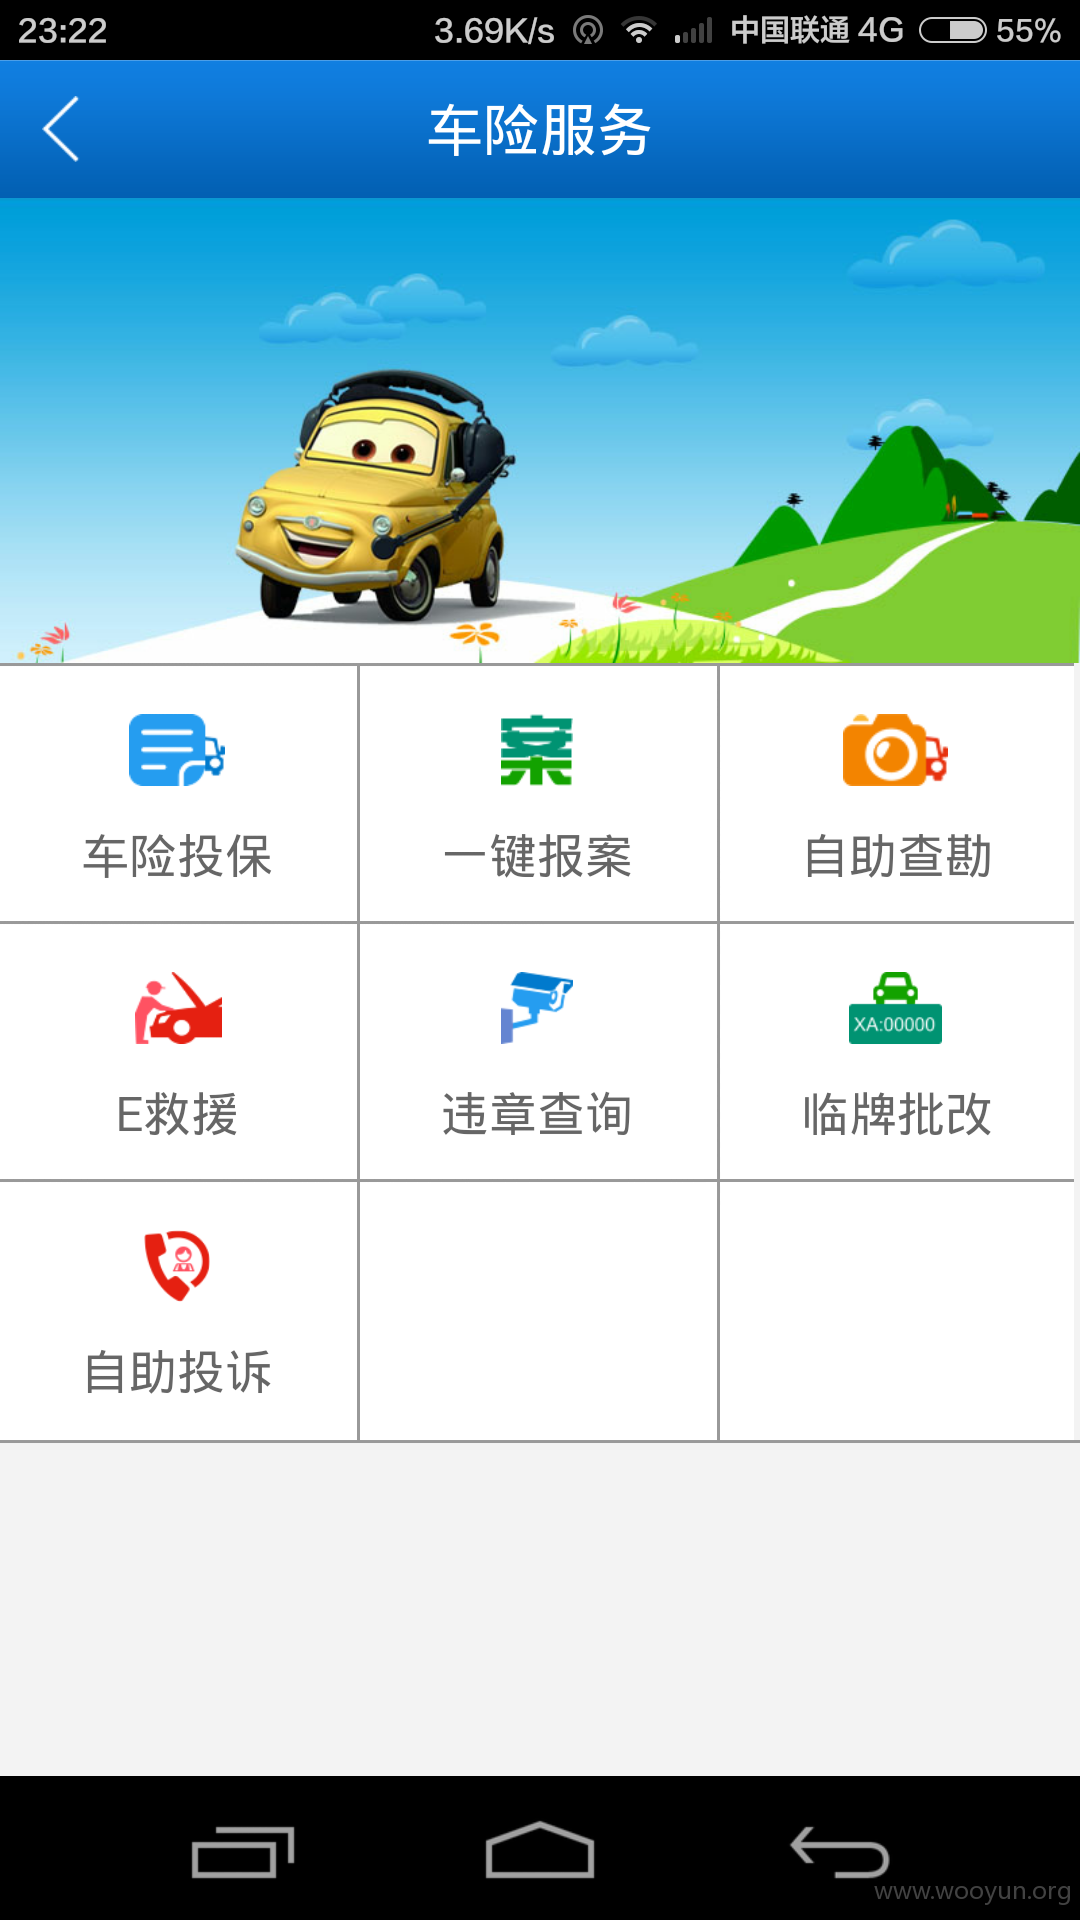 23:22 3.69K/s 中国联通 4G 55%
车险服务
案
车险投保 一键报案 自助查勘
XA:00000
E救援 违章查询 临牌批改
自助投诉
www.wooyun.org